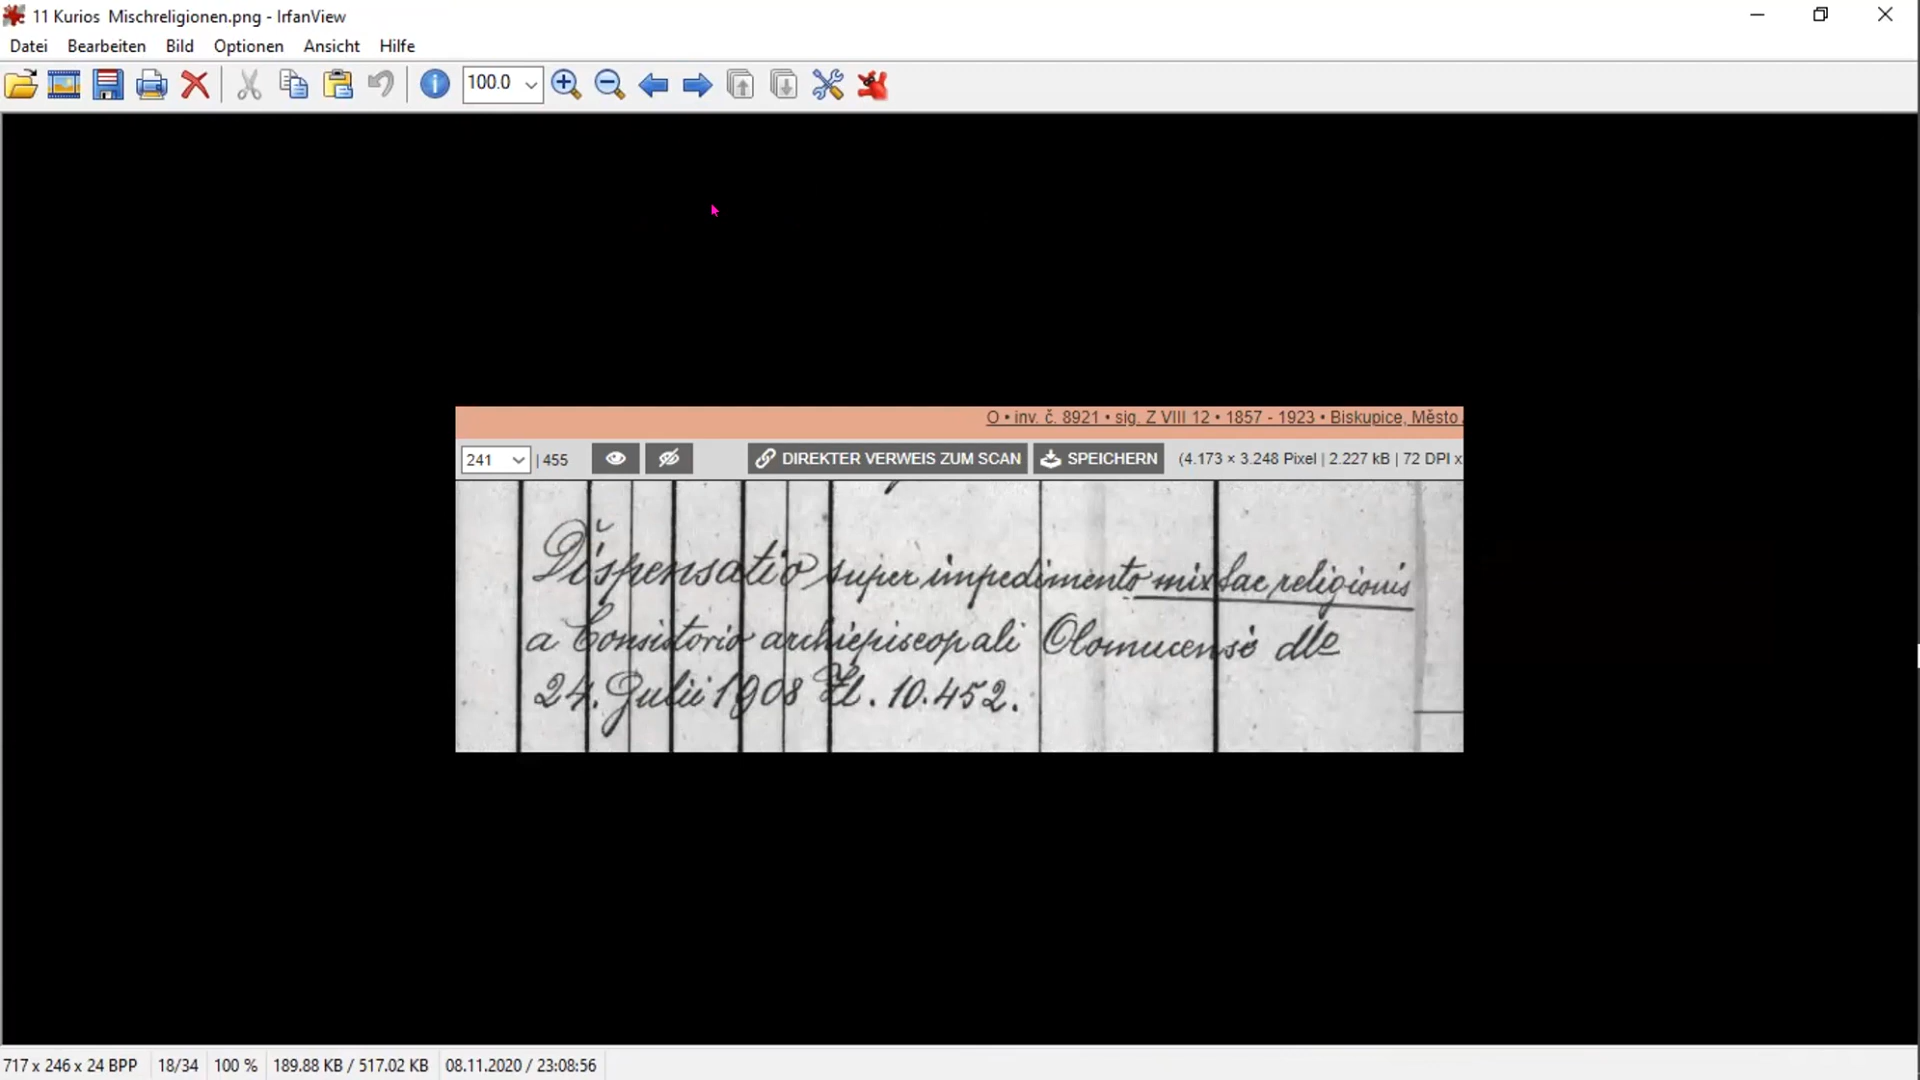 11 Kurios  Mischreligionen.png - IrfanView
Datei Bearbeiten Bild Optionen Ansicht Hilfe
100.0
O • inv. č. 8921 • sig. Z VIII 12 • 1857 - 1923 • Biskupice, Město
241 | 455 DIREKTER VERWEIS ZUM SCAN SPEICHERN (4.173 × 3.248 Pixel | 2.227 kB | 72 DPI x
Dispensatio super impedimento mixtae religionis
a Consistorio archiepiscopali Olomucensi dto
24. Julii 1908 Zl. 10.452.
717 x 246 x 24 BPP 18/34 100 % 189.88 KB / 517.02 KB 08.11.2020 / 23:08:56